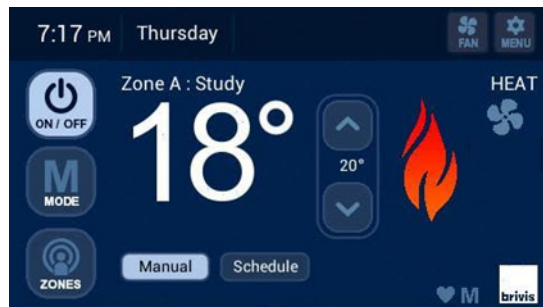 7:17 PM Thursday
FAN MENU
Zone A : Study
HEAT
ON / OFF
18°
20°
M
MODE
Manual Schedule
ZONES
M brivis